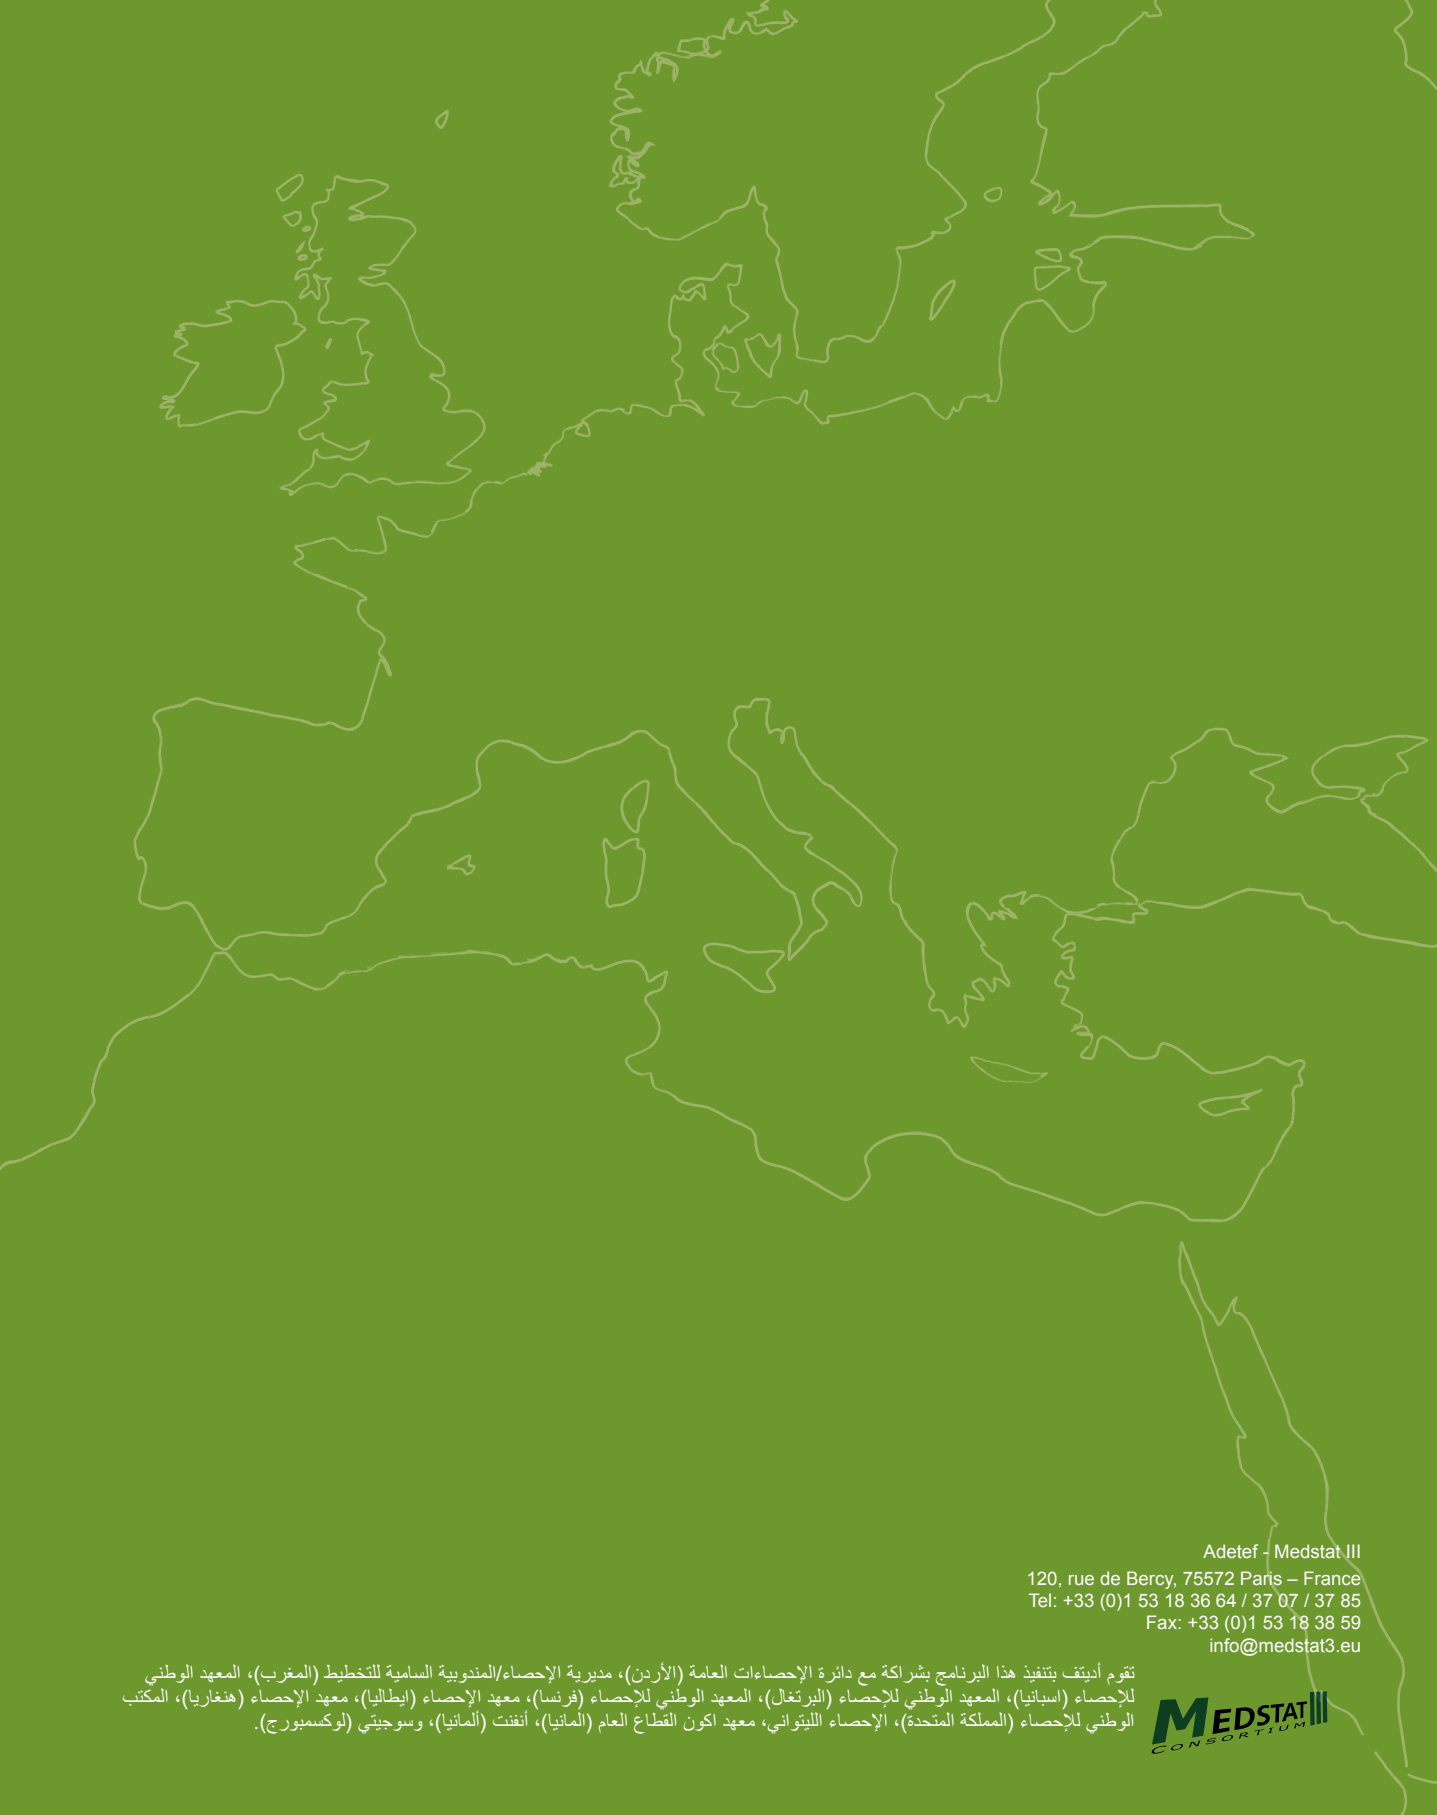 Adetef - Medstat III
120, rue de Bercy, 75572 Paris – France
Tel: +33 (0)1 53 18 36 64 / 37 07 / 37 85
Fax: +33 (0)1 53 18 38 59
info@medstat3.eu
تقوم أديتف بتنفيذ هذا البرنامج بشراكة مع دائرة الإحصاءات العامة (الأردن)، مديرية الإحصاء/المندوبية السامية للتخطيط (المغرب)، المعهد الوطني
للإحصاء (اسبانيا)، المعهد الوطني للإحصاء (البرتغال)، المعهد الوطني للإحصاء (فرنسا)، معهد الإحصاء (ايطاليا)، معهد الإحصاء (هنغاريا)، المكتب
الوطني للإحصاء (المملكة المتحدة)، الإحصاء الليتواني، معهد اكون القطاع العام (المانيا)، أنفنت (ألمانيا)، وسوجيتي (لوكسمبورج).
MEDSTAT III
CONSORTIUM